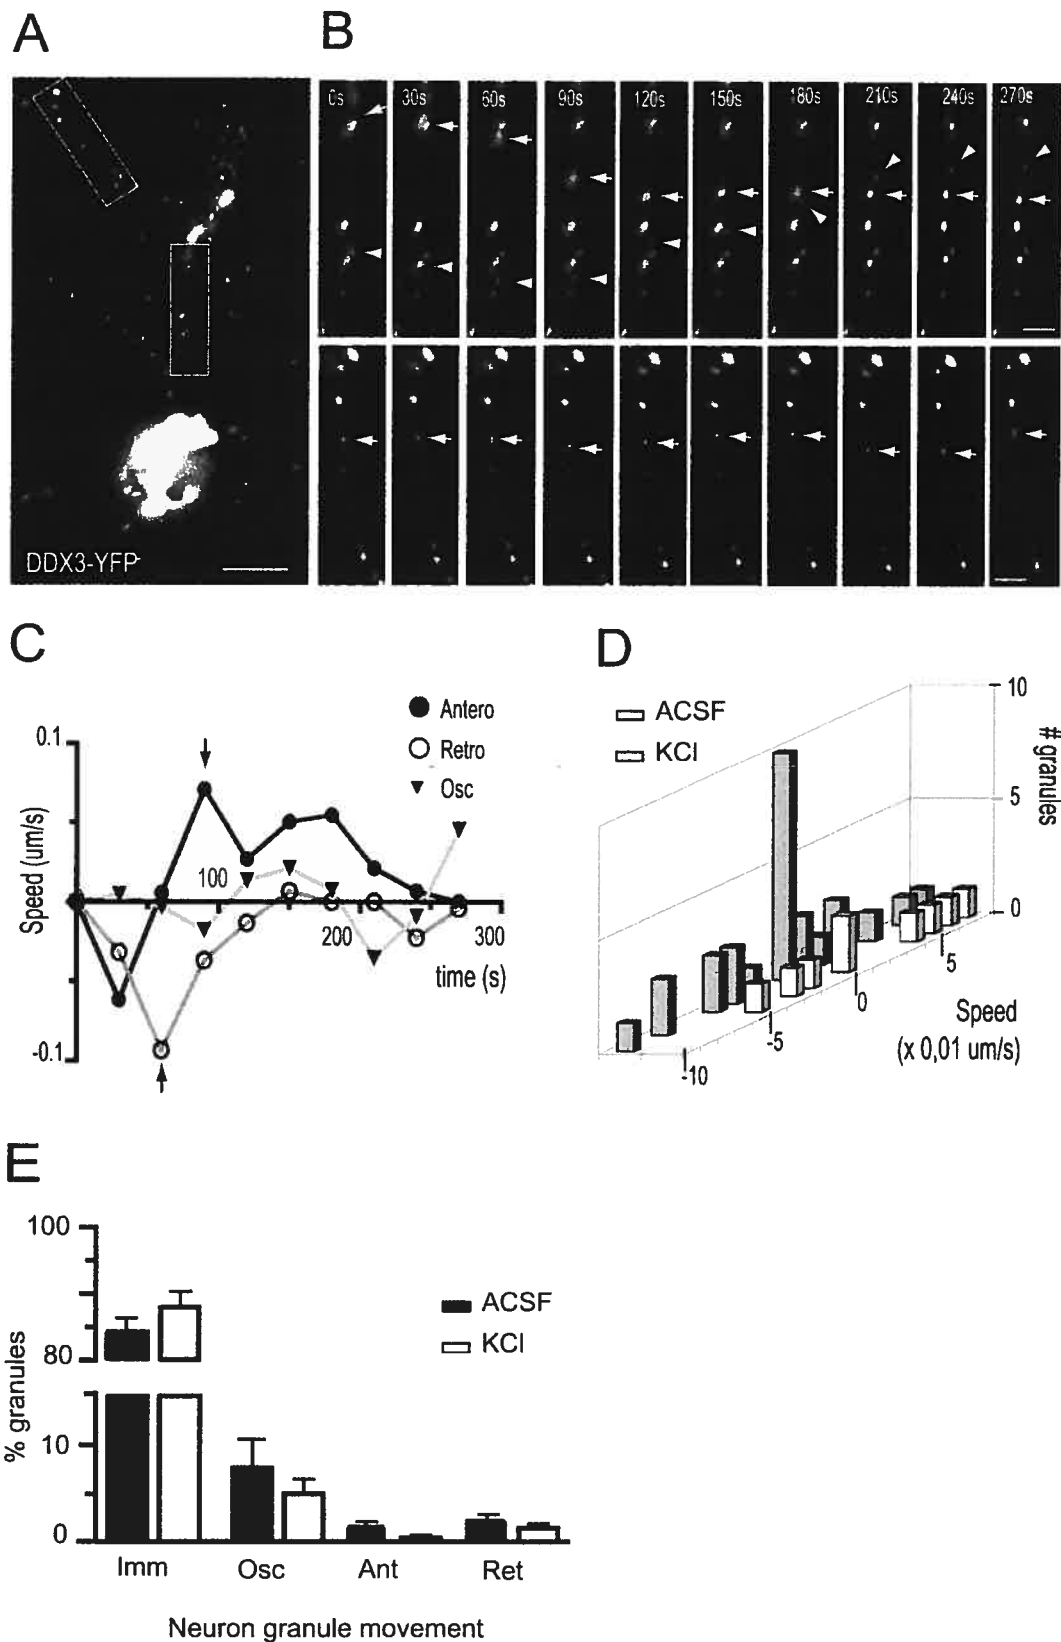 A
B
0s 30s 60s 90s 120s 150s 180s 210s 240s 270s
DDX3-YFP
C
D
0.1
-0.1
Speed (um/s)
100
200
300
time (s)
Antero
Retro
Osc
ACSF
KCl
10
5
0
# granules
5
0
-5
-10
Speed
(x 0,01 um/s)
E
100
80
10
0
% granules
ACSF
KCl
Imm Osc Ant Ret
Neuron granule movement